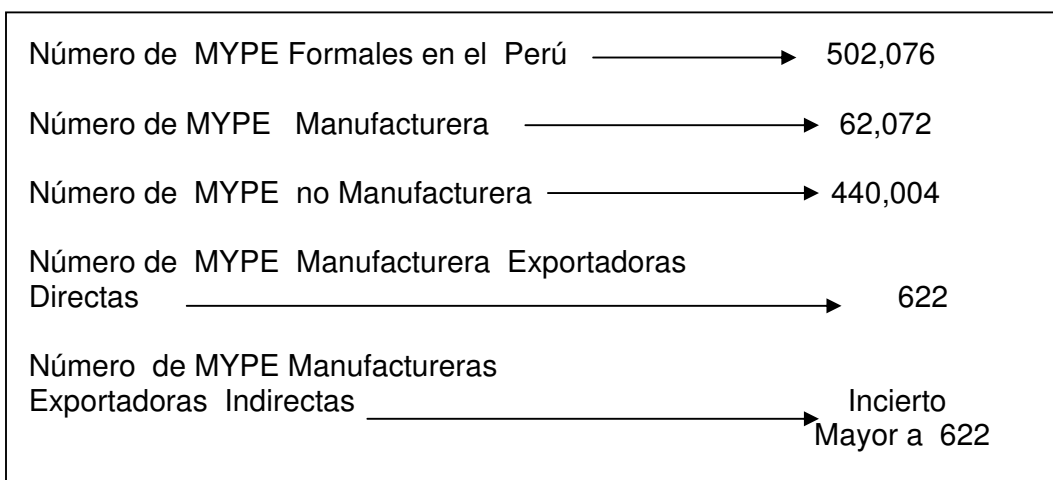 Número de MYPE Formales en el Perú 502,076
Número de MYPE Manufacturera 62,072
Número de MYPE no Manufacturera 440,004
Número de MYPE Manufacturera Exportadoras
Directas 622
Número de MYPE Manufactureras
Exportadoras Indirectas Incierto
Mayor a 622